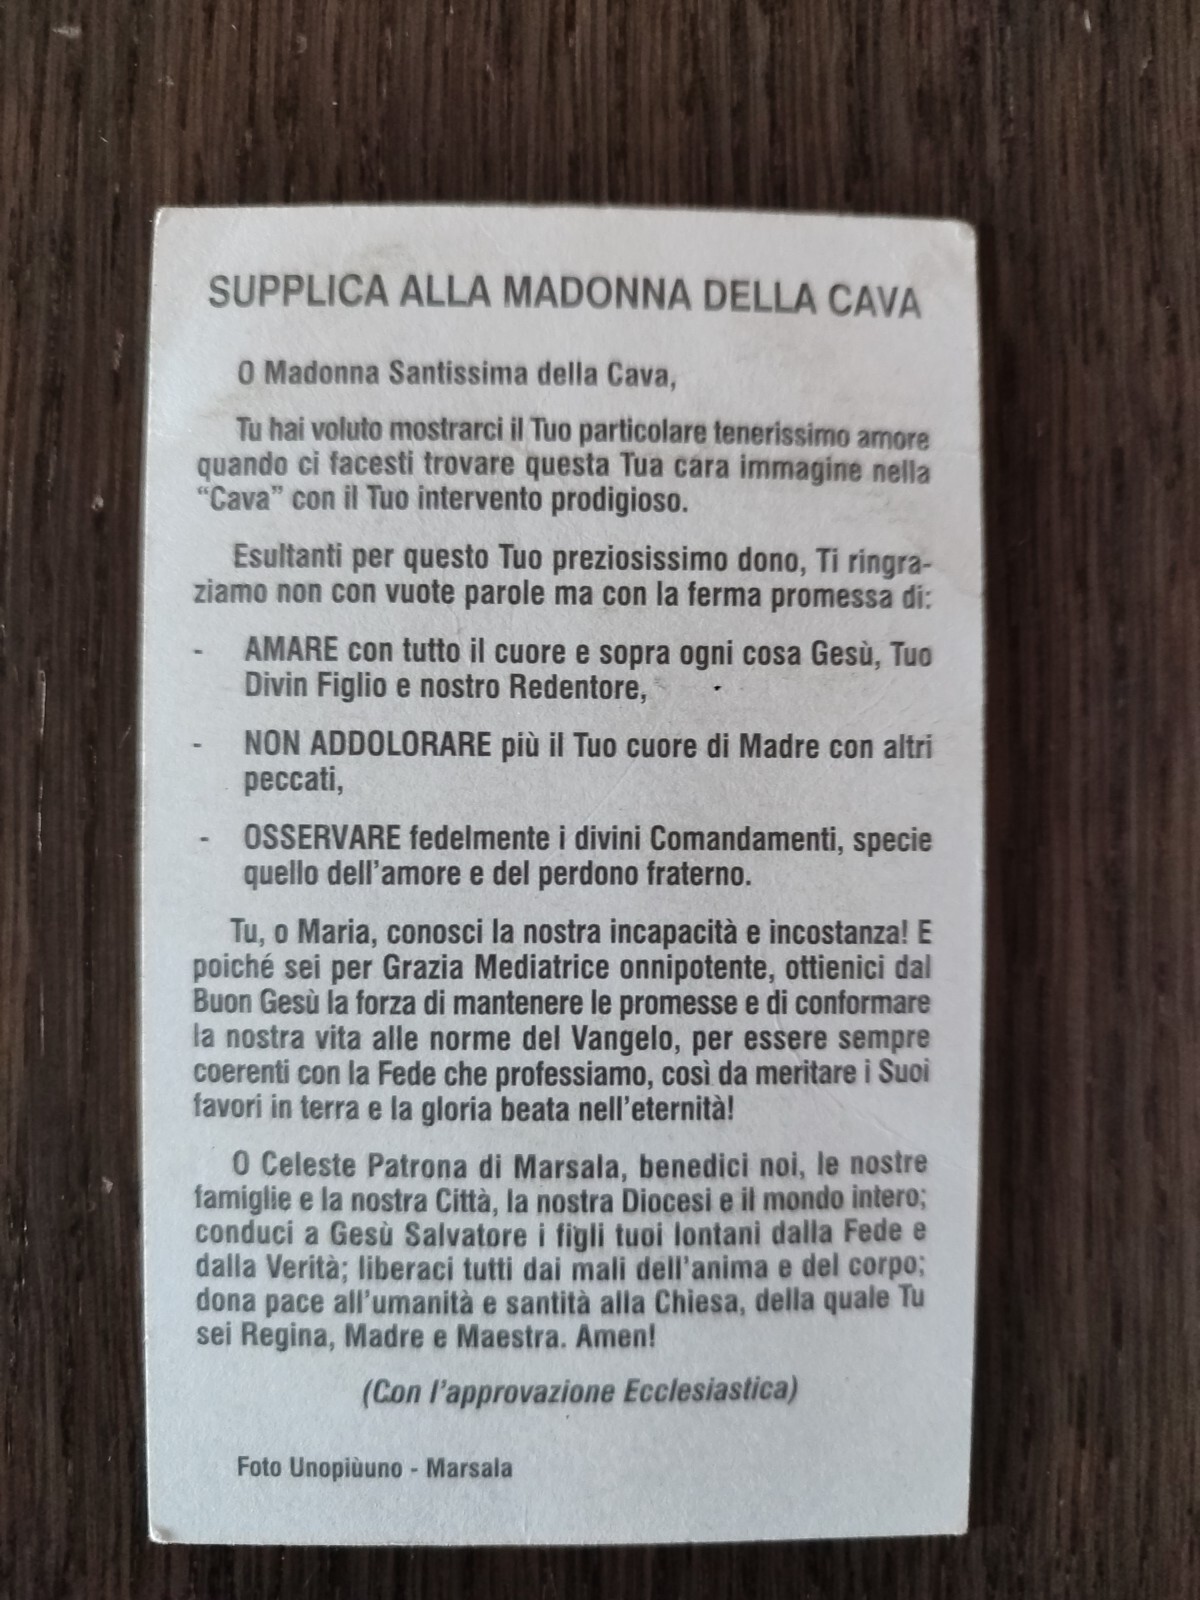 SUPPLICA ALLA MADONNA DELLA CAVA
O Madonna Santissima della Cava,
Tu hai voluto mostrarci il Tuo particolare tenerissimo amore
quando ci facesti trovare questa Tua cara immagine nella
“Cava” con il Tuo intervento prodigioso.
Esultanti per questo Tuo preziosissimo dono, Ti ringra-
ziamo non con vuote parole ma con la ferma promessa di:
- AMARE con tutto il cuore e sopra ogni cosa Gesù, Tuo
Divin Figlio e nostro Redentore,
- NON ADDOLORARE più il Tuo cuore di Madre con altri
peccati,
- OSSERVARE fedelmente i divini Comandamenti, specie
quello dell'amore e del perdono fraterno.
Tu, o Maria, conosci la nostra incapacità e incostanza! E
poiché sei per Grazia Mediatrice onnipotente, ottienici dal
Buon Gesù la forza di mantenere le promesse e di conformare
la nostra vita alle norme del Vangelo, per essere sempre
coerenti con la Fede che professiamo, così da meritare i Suoi
favori in terra e la gloria beata nell'eternità!
O Celeste Patrona di Marsala, benedici noi, le nostre
famiglie e la nostra Città, la nostra Diocesi e il mondo intero;
conduci a Gesù Salvatore i figli tuoi lontani dalla Fede e
dalla Verità; liberaci tutti dai mali dell'anima e del corpo;
dona pace all'umanità e santità alla Chiesa, della quale Tu
sei Regina, Madre e Maestra. Amen!
(Con l'approvazione Ecclesiastica)
Foto Unopiùuno - Marsala